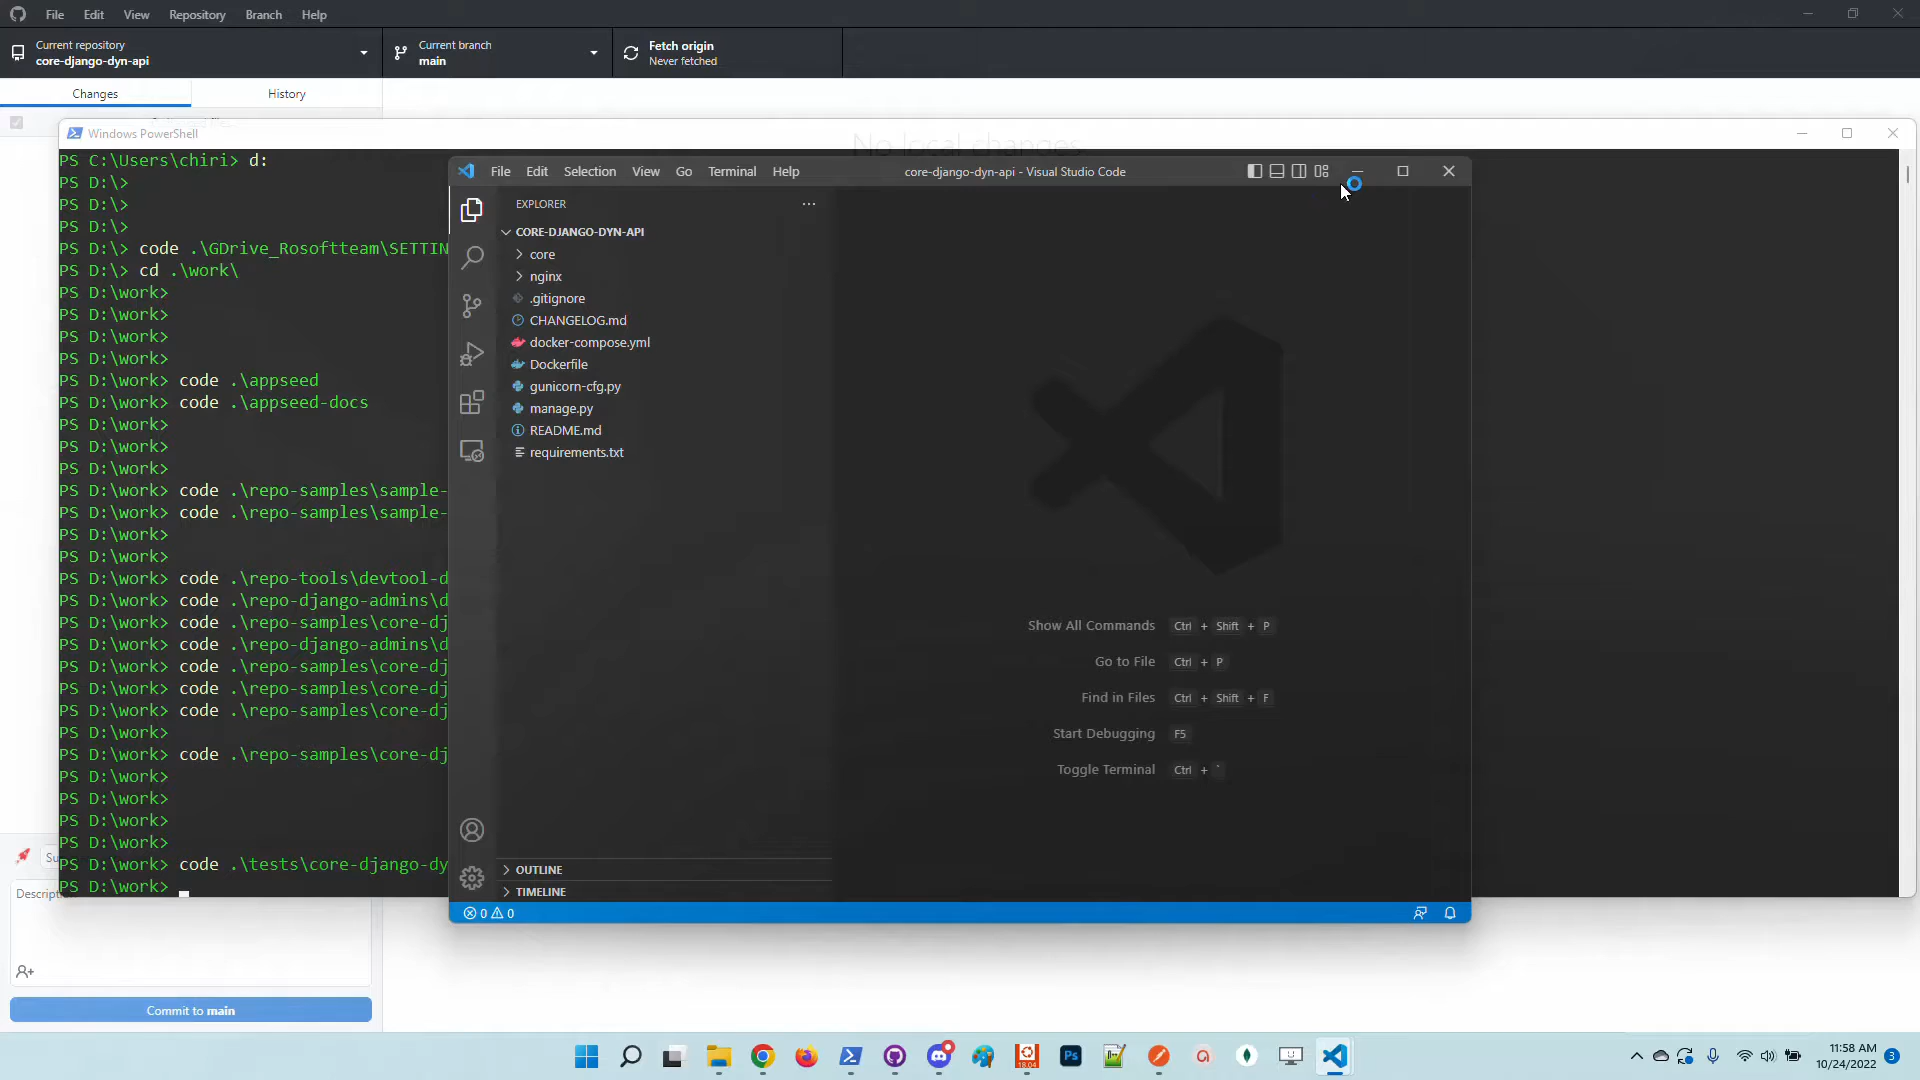 File Edit View Repository Branch Help
Current repository
core-django-dyn-api
Current branch
main
Fetch origin
Never fetched
Changes
History
No local changes
Windows PowerShell
PS C:\Users\chiri> d:
PS D:\>
PS D:\>
PS D:\>
PS D:\> code .\GDrive_Rosoftteam\SETTIN
PS D:\> cd .\work\
PS D:\work>
PS D:\work>
PS D:\work>
PS D:\work>
PS D:\work> code .\appseed
PS D:\work> code .\appseed-docs
PS D:\work>
PS D:\work>
PS D:\work>
PS D:\work> code .\repo-samples\sample-
PS D:\work> code .\repo-samples\sample-
PS D:\work>
PS D:\work>
PS D:\work> code .\repo-tools\devtool-d
PS D:\work> code .\repo-django-admins\d
PS D:\work> code .\repo-samples\core-dj
PS D:\work> code .\repo-django-admins\d
PS D:\work> code .\repo-samples\core-dj
PS D:\work> code .\repo-samples\core-dj
PS D:\work> code .\repo-samples\core-dj
PS D:\work>
PS D:\work> code .\repo-samples\core-dj
PS D:\work>
PS D:\work>
PS D:\work>
PS D:\work>
PS D:\work> code .\tests\core-django-dy
PS D:\work>
File Edit Selection View Go Terminal Help
core-django-dyn-api - Visual Studio Code
EXPLORER
CORE-DJANGO-DYN-API
core
nginx
.gitignore
CHANGELOG.md
docker-compose.yml
Dockerfile
gunicorn-cfg.py
manage.py
README.md
requirements.txt
OUTLINE
TIMELINE
Show All Commands Ctrl + Shift + P
Go to File Ctrl + P
Find in Files Ctrl + Shift + F
Start Debugging F5
Toggle Terminal Ctrl + `
0 0
Su
Descripti
Commit to main
18.04
Ps
11:58 AM
10/24/2022
3